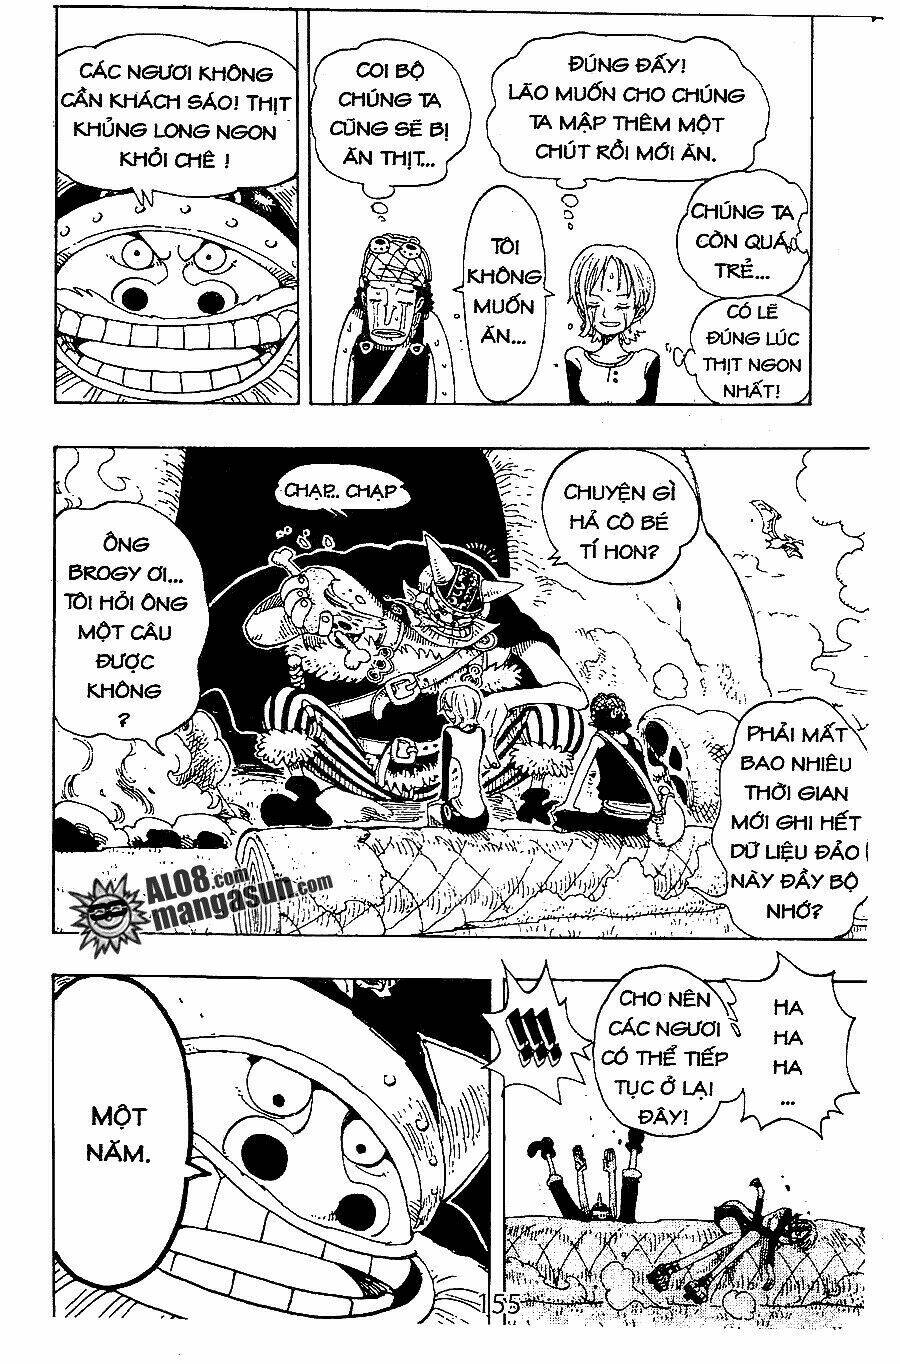 CÁC NGƯƠI KHÔNG
CẦN KHÁCH SÁO! THỊT
KHỦNG LONG NGON
KHỎI CHÊ !
COI BỘ
CHÚNG TA
CŨNG SẼ BỊ
ĂN THỊT...
ĐÚNG ĐẤY!
LÃO MUỐN CHO CHÚNG
TA MẬP THÊM MỘT
CHÚT RỒI MỚI ĂN.
TÔI
KHÔNG
MUỐN
ĂN...
CHÚNG TA
CÒN QUÁ
TRẺ...
CÓ LẼ
ĐÚNG LÚC
THỊT NGON
NHẤT!
CHẠP.. CHẠP
ÔNG
BROGY ƠI...
TÔI HỎI ÔNG
MỘT CÂU
ĐƯỢC
KHÔNG
?
CHUYỆN GÌ
HẢ CÔ BÉ
TÍ HON?
PHẢI MẤT
BAO NHIÊU
THỜI GIAN
MỚI GHI HẾT
DỮ LIỆU ĐẢO
NÀY ĐẦY BỘ
NHỚ?
ALO8.com
mangasun.com
MỘT
NĂM.
!!!
CHO NÊN
CÁC NGƯƠI
CÓ THỂ TIẾP
TỤC Ở LẠI
ĐÂY!
HA
HA
HA
...
155